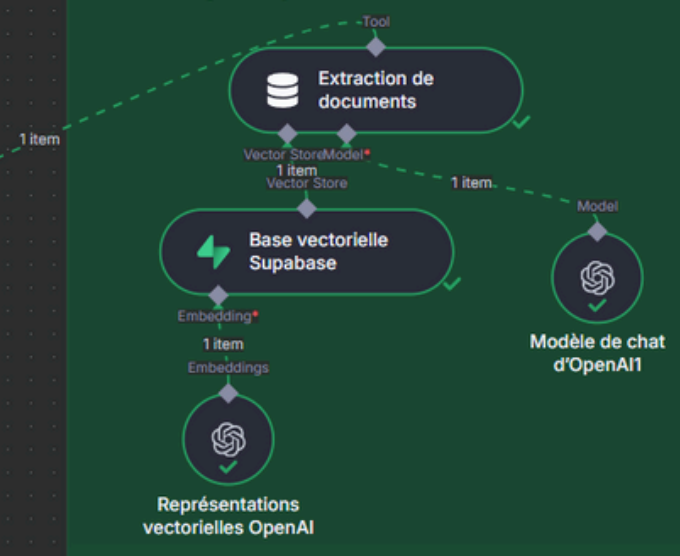 Tool
Extraction de
documents
1 item
Vector Store
Model*
1 item
Vector Store
1 item
Model
Base vectorielle
Supabase
Embedding*
1 item
Embeddings
Modèle de chat
d'OpenAI1
Représentations
vectorielles OpenAI